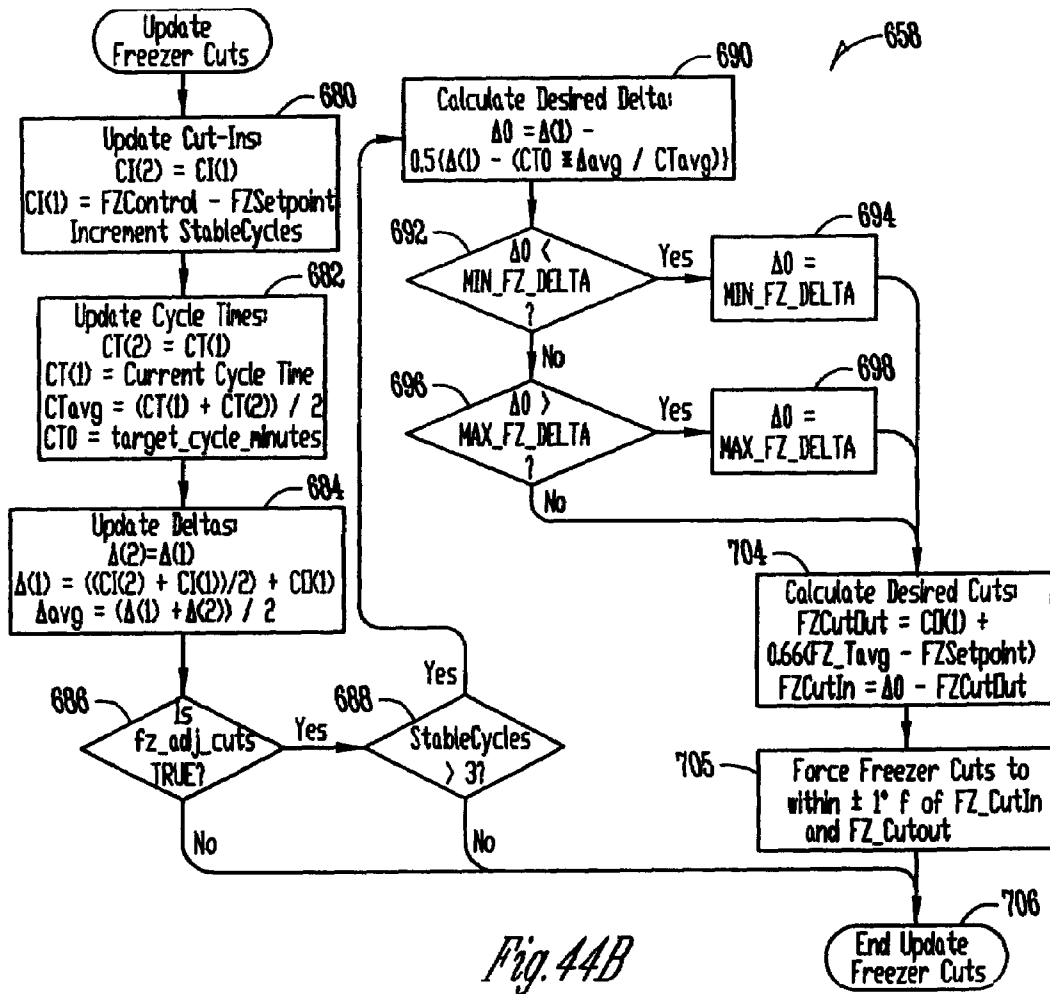 Update
Freezer Cuts
680
Update Cut-Ins:
CI(2) = CI(1)
CI(1) = FZControl - FZSetpoint
Increment StableCycles
682
Update Cycle Times:
CT(2) = CT(1)
CT(1) = Current Cycle Time
CTavg = (CT(1) + CT(2)) / 2
CT0 = target_cycle_minutes
684
Update Deltas:
Δ(2)=Δ(1)
Δ(1) = ((CI(2) + CI(1))/2) + CO(1)
Δavg = (Δ(1) +Δ(2)) / 2
686
Is
fz_adj_cuts
TRUE?
Yes
No
688
StableCycles
> 3?
Yes
No
658
690
Calculate Desired Delta:
Δ0 = Δ(1) -
0.5{Δ(1) - (CT0 * Δavg / CTavg)}
692
Δ0 <
MIN_FZ_DELTA
?
Yes
No
694
Δ0 =
MIN_FZ_DELTA
696
Δ0 >
MAX_FZ_DELTA
?
Yes
No
698
Δ0 =
MAX_FZ_DELTA
704
Calculate Desired Cuts:
FZCutOut = CO(1) +
0.66(FZ_Tavg - FZSetpoint)
FZCutIn = Δ0 - FZCutOut
705
Force Freezer Cuts to
within ± 1° f of FZ_CutIn
and FZ_Cutout
706
End Update
Freezer Cuts
Fig. 44B